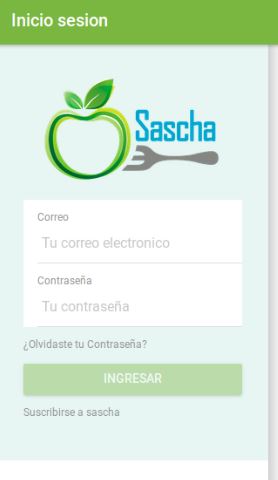 Inicio sesion
Sascha
Correo
Tu correo electronico
Contraseña
Tu contraseña
¿Olvidaste tu Contraseña?
INGRESAR
Suscribirse a sascha